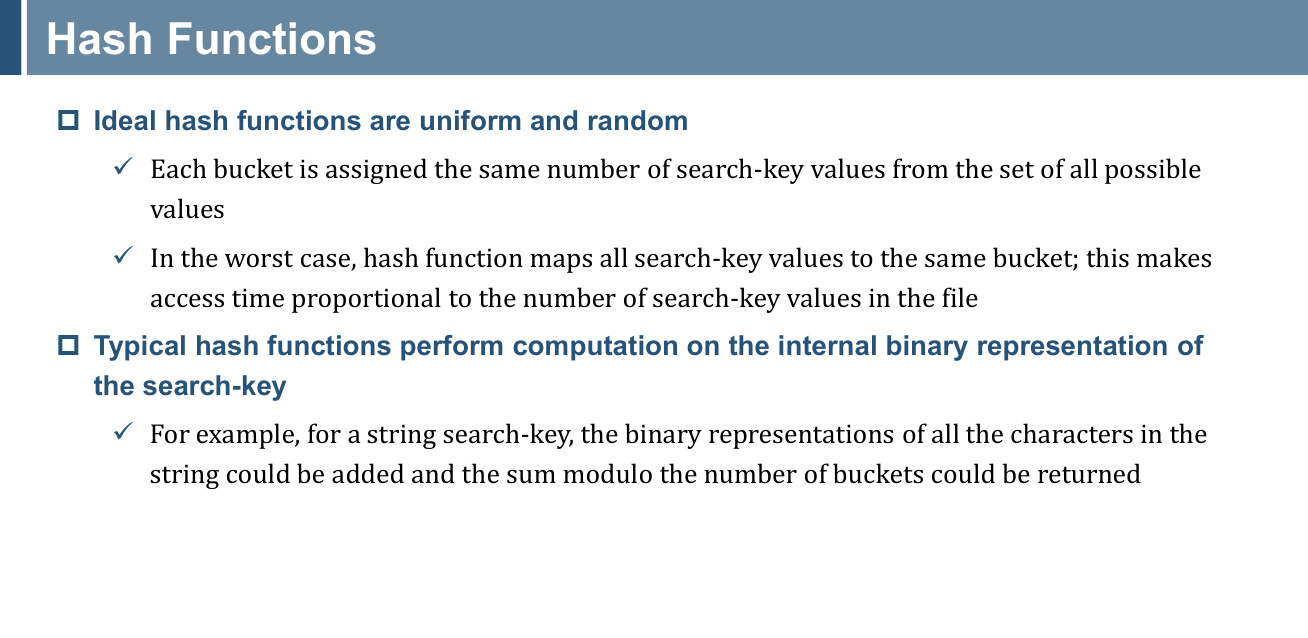 Hash Functions
Ideal hash functions are uniform and random
Each bucket is assigned the same number of search-key values from the set of all possible
values
In the worst case, hash function maps all search-key values to the same bucket; this makes
access time proportional to the number of search-key values in the file
Typical hash functions perform computation on the internal binary representation of
the search-key
For example, for a string search-key, the binary representations of all the characters in the
string could be added and the sum modulo the number of buckets could be returned